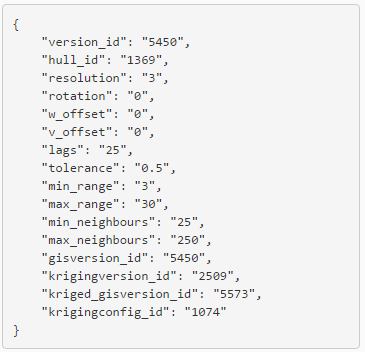 {
    "version_id": "5450",
    "hull_id": "1369",
    "resolution": "3",
    "rotation": "0",
    "w_offset": "0",
    "v_offset": "0",
    "lags": "25",
    "tolerance": "0.5",
    "min_range": "3",
    "max_range": "30",
    "min_neighbours": "25",
    "max_neighbours": "250",
    "gisversion_id": "5450",
    "krigingversion_id": "2509",
    "kriged_gisversion_id": "5573",
    "krigingconfig_id": "1074"
}